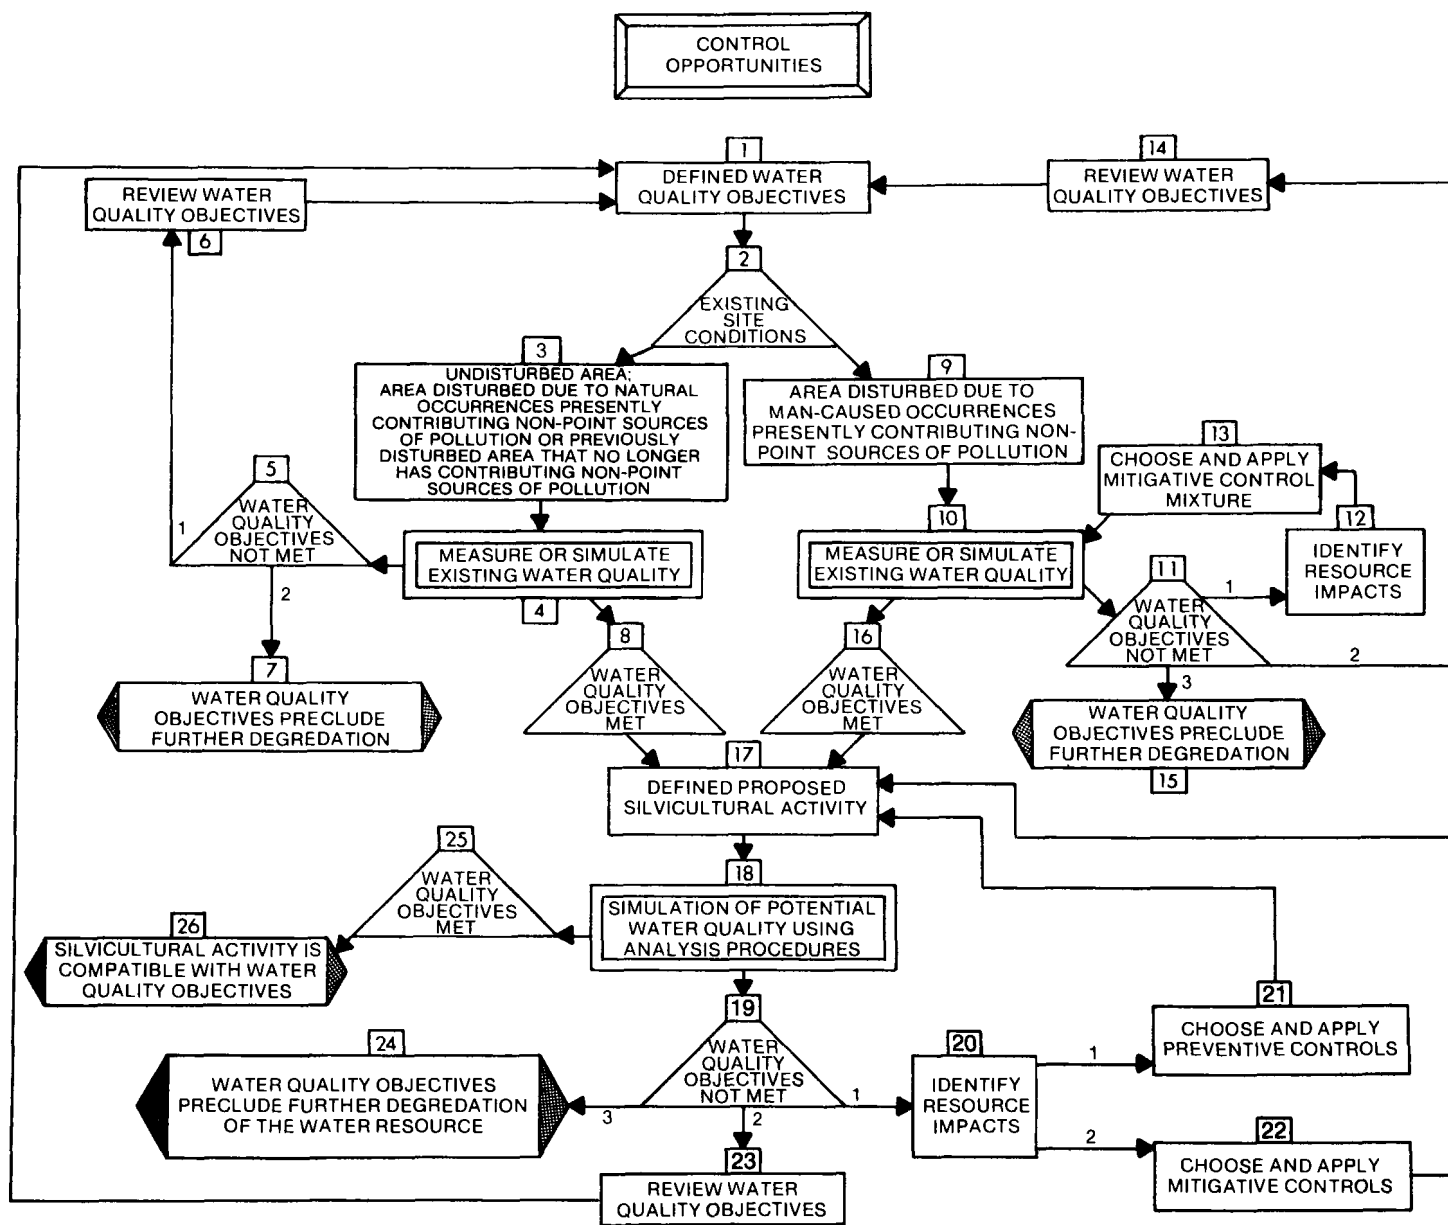 CONTROL
OPPORTUNITIES
1
DEFINED WATER
QUALITY OBJECTIVES
14
REVIEW WATER
QUALITY OBJECTIVES
REVIEW WATER
QUALITY OBJECTIVES
6
2
EXISTING
SITE
CONDITIONS
3
UNDISTURBED AREA;
AREA DISTURBED DUE TO NATURAL
OCCURRENCES PRESENTLY
CONTRIBUTING NON-POINT SOURCES
OF POLLUTION OR PREVIOUSLY
DISTURBED AREA THAT NO LONGER
HAS CONTRIBUTING NON-POINT
SOURCES OF POLLUTION
9
AREA DISTURBED DUE TO
MAN-CAUSED OCCURRENCES
PRESENTLY CONTRIBUTING NON-
POINT SOURCES OF POLLUTION
13
CHOOSE AND APPLY
MITIGATIVE CONTROL
MIXTURE
5
WATER
QUALITY
OBJECTIVES
NOT MET
1
2
MEASURE OR SIMULATE
EXISTING WATER QUALITY
4
10
MEASURE OR SIMULATE
EXISTING WATER QUALITY
12
IDENTIFY
RESOURCE
IMPACTS
11
WATER
QUALITY
OBJECTIVES
NOT MET
1
2
3
7
WATER QUALITY
OBJECTIVES PRECLUDE
FURTHER DEGREDATION
8
WATER
QUALITY
OBJECTIVES
MET
16
WATER
QUALITY
OBJECTIVES
MET
WATER QUALITY
OBJECTIVES PRECLUDE
FURTHER DEGREDATION
15
17
DEFINED PROPOSED
SILVICULTURAL ACTIVITY
25
WATER
QUALITY
OBJECTIVES
MET
18
SIMULATION OF POTENTIAL
WATER QUALITY USING
ANALYSIS PROCEDURES
26
SILVICULTURAL ACTIVITY IS
COMPATIBLE WITH WATER
QUALITY OBJECTIVES
19
WATER
QUALITY
OBJECTIVES
NOT MET
1
2
3
24
WATER QUALITY OBJECTIVES
PRECLUDE FURTHER DEGREDATION
OF THE WATER RESOURCE
20
IDENTIFY
RESOURCE
IMPACTS
1
2
21
CHOOSE AND APPLY
PREVENTIVE CONTROLS
22
CHOOSE AND APPLY
MITIGATIVE CONTROLS
23
REVIEW WATER
QUALITY OBJECTIVES